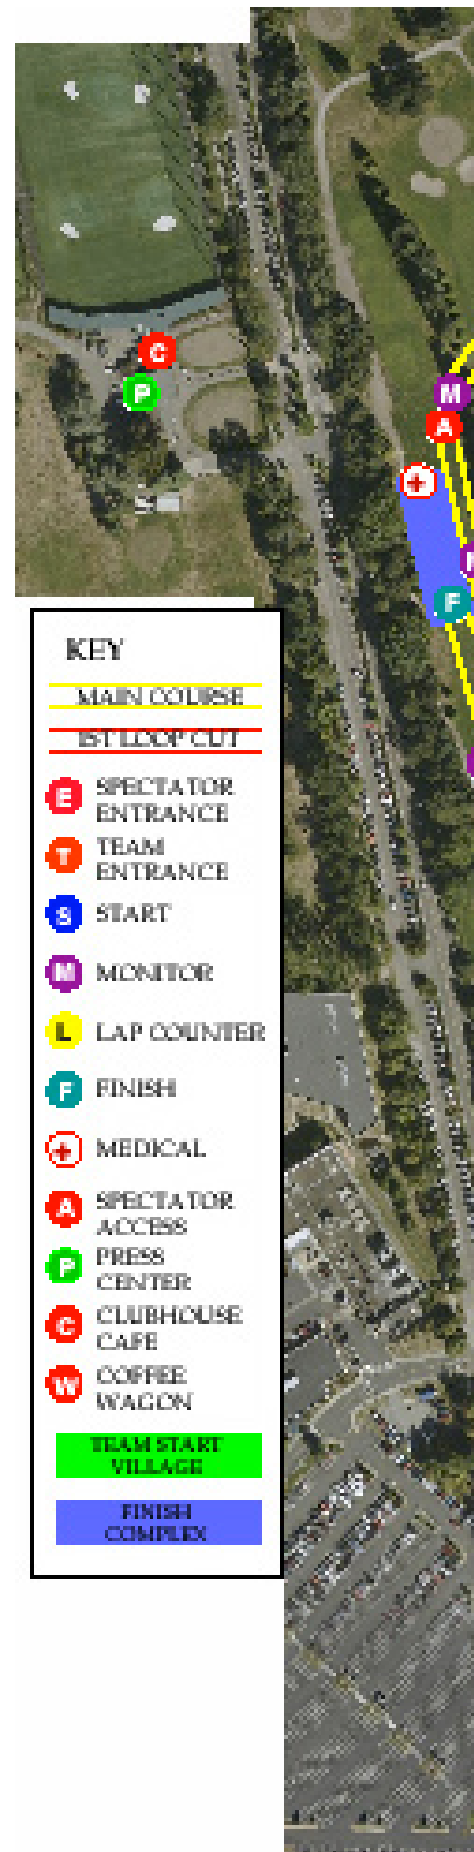 C
P
M
A
F
KEY
MAIN COURSE
1ST LOOP CUT
E SPECTATOR
ENTRANCE
T TEAM
ENTRANCE
S START
M MONITOR
L LAP COUNTER
F FINISH
MEDICAL
A SPECTATOR
ACCESS
P PRESS
CENTER
C CLUBHOUSE
CAFE
W COFFEE
WAGON
TEAM START
VILLAGE
FINISH
COMPLEX